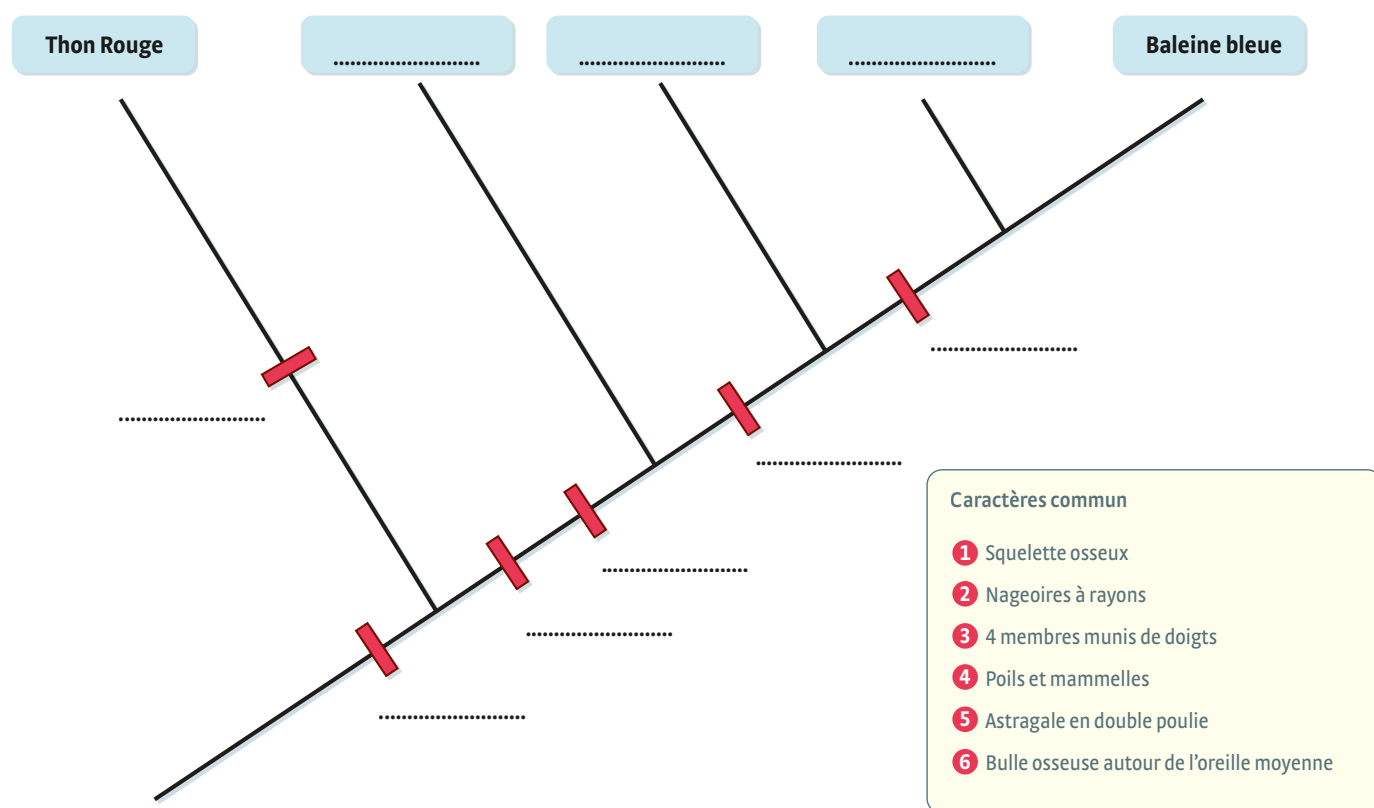 Thon Rouge
Baleine bleue
Caractères commun
1 Squelette osseux
2 Nageoires à rayons
3 4 membres munis de doigts
4 Poils et mammelles
5 Astragale en double poulie
6 Bulle osseuse autour de l'oreille moyenne